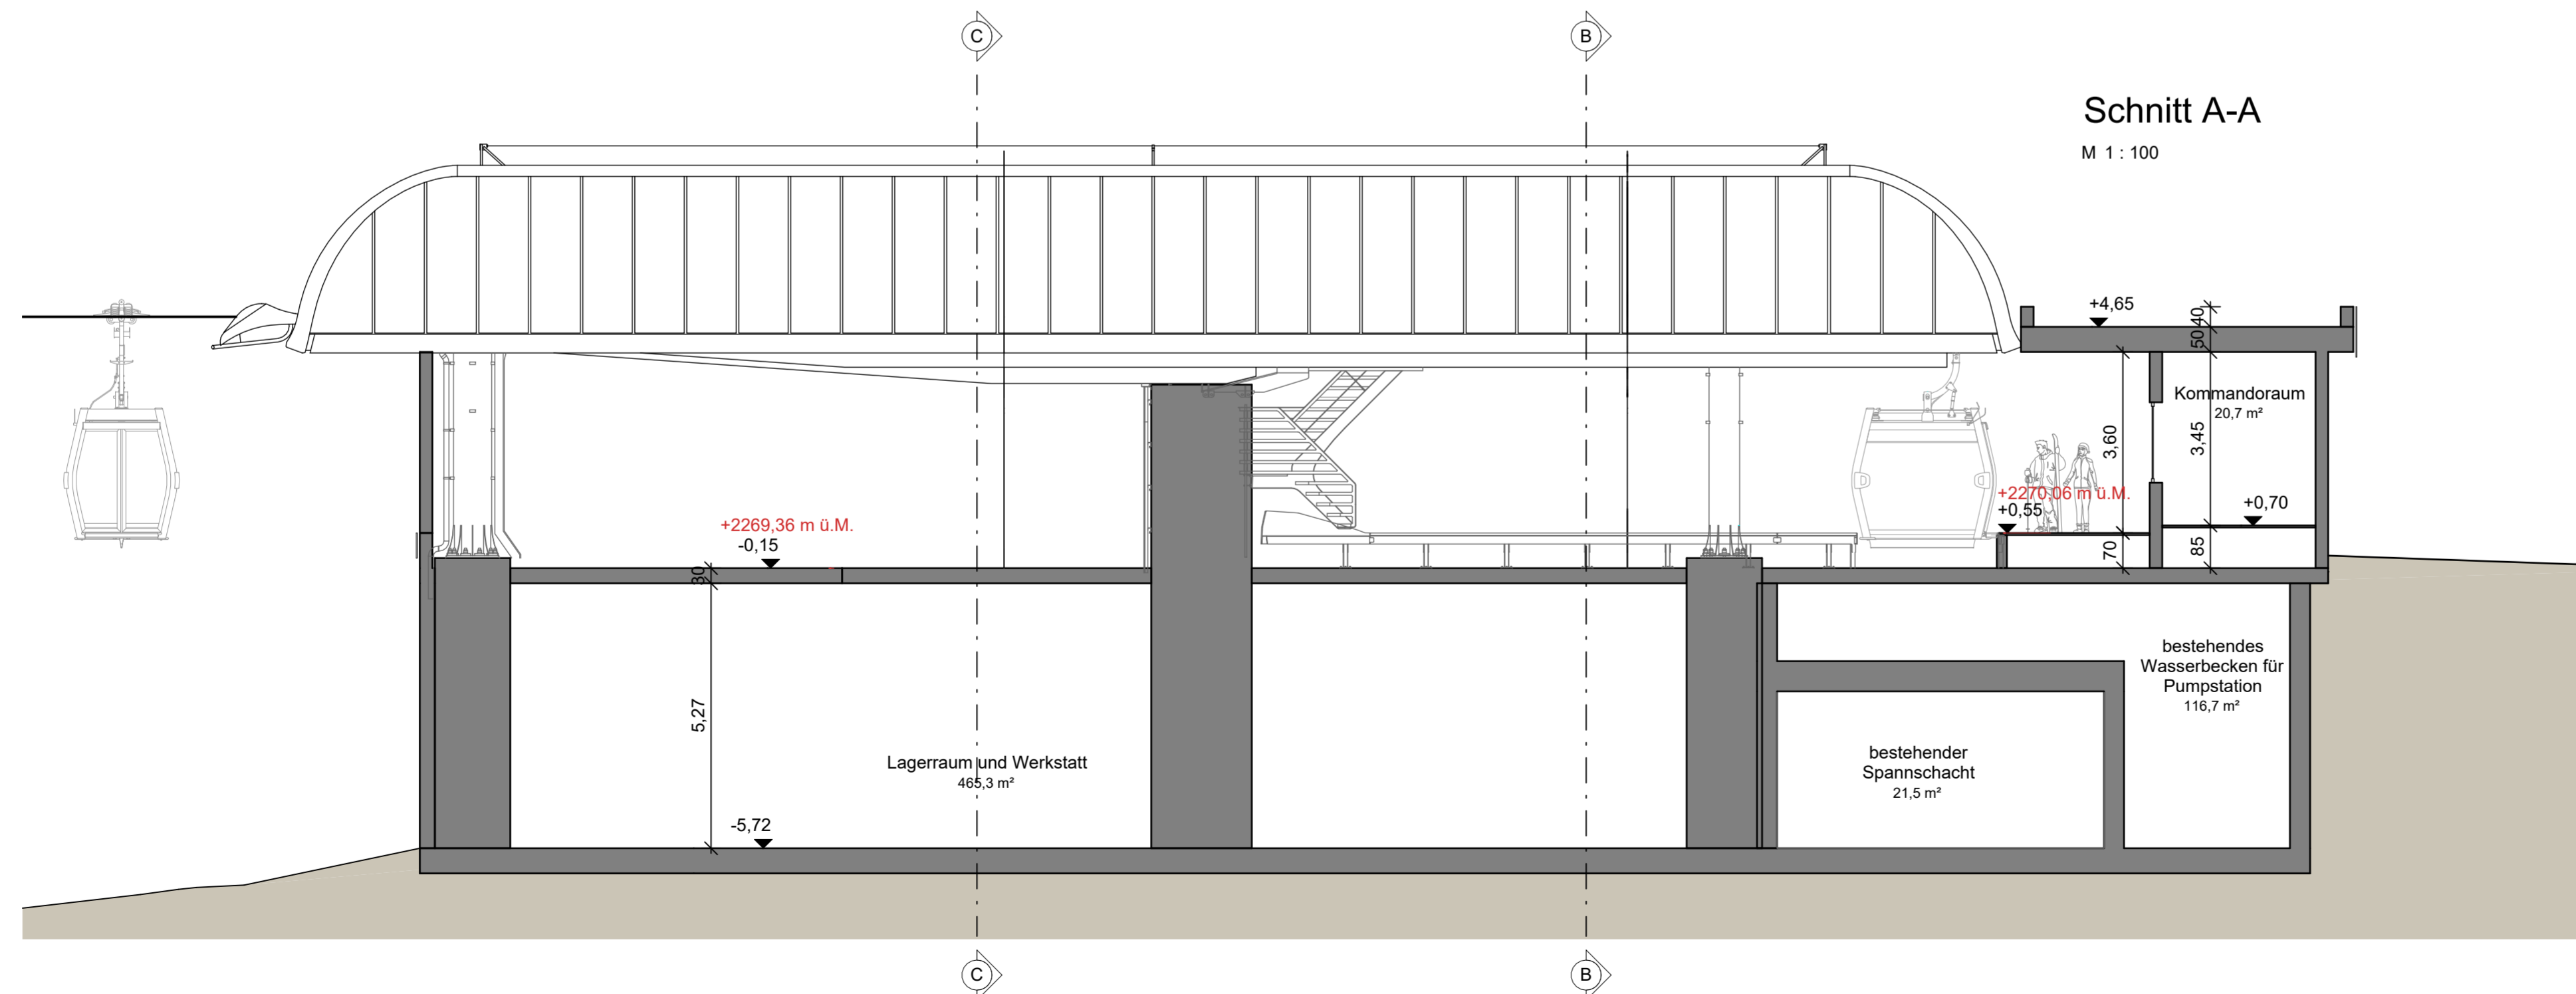 C
B
Schnitt A-A
M 1 : 100
+4,65
40
50
Kommandoraum
20,7 m²
3,60
3,45
+2270,06 m ü.M.
+0,55
+0,70
+2269,36 m ü.M.
-0,15
30
70
85
5,27
bestehendes
Wasserbecken für
Pumpstation
116,7 m²
Lagerraum und Werkstatt
465,3 m²
bestehender
Spannschacht
21,5 m²
-5,72
C
B